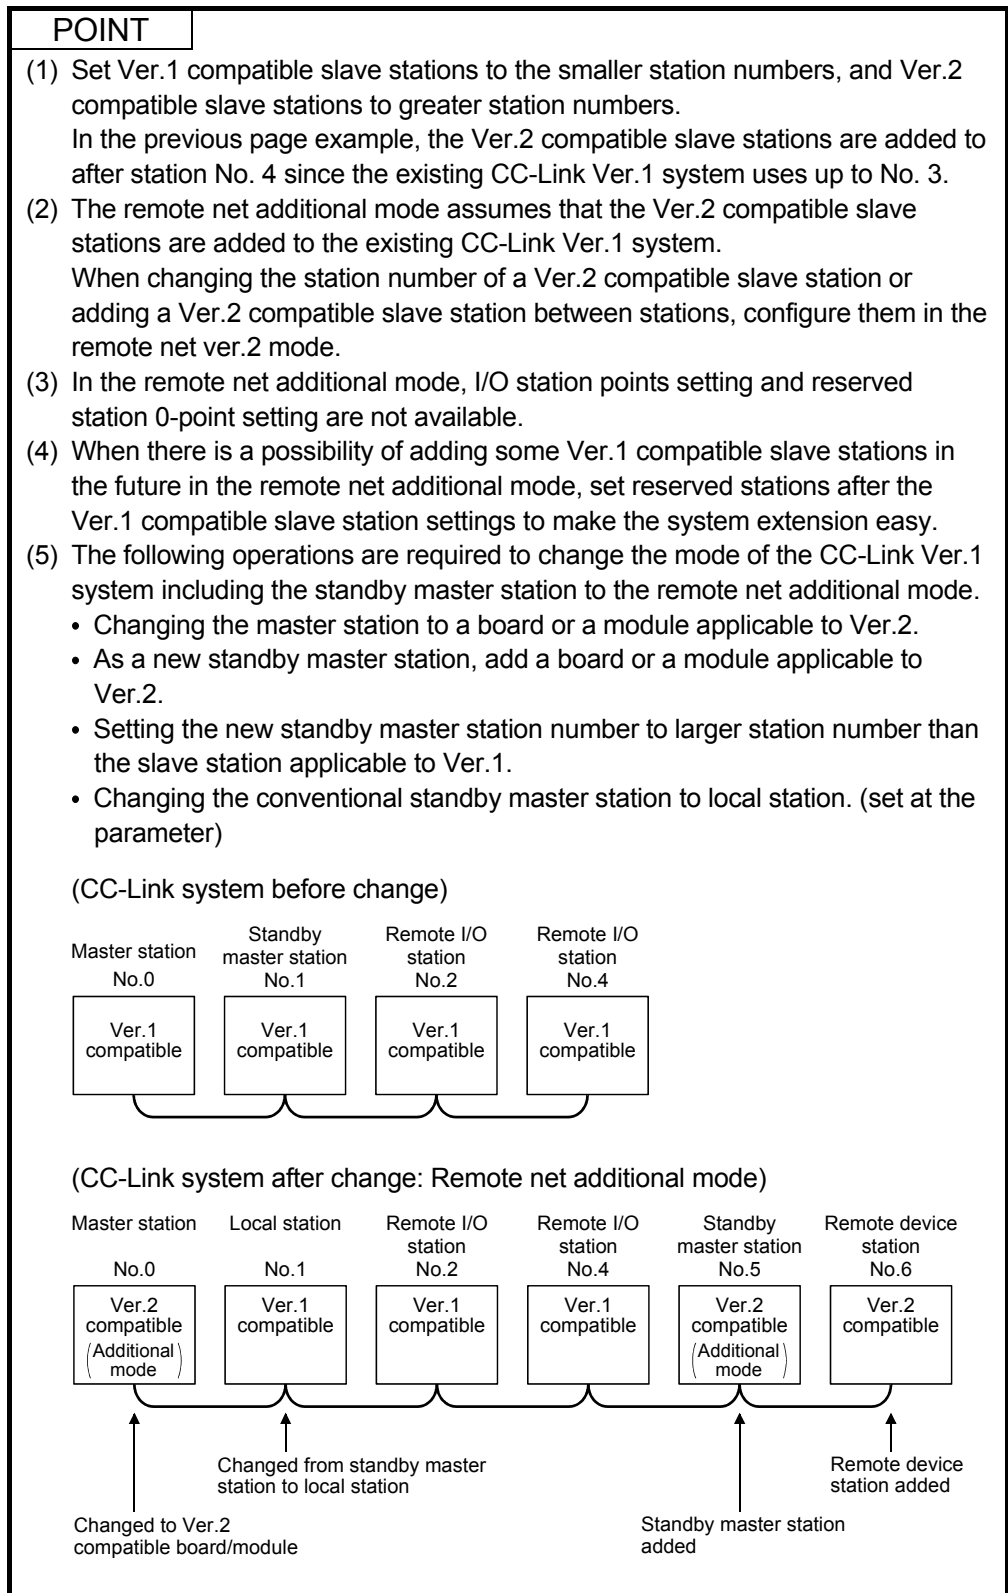 POINT
(1) Set Ver.1 compatible slave stations to the smaller station numbers, and Ver.2
compatible slave stations to greater station numbers.
In the previous page example, the Ver.2 compatible slave stations are added to
after station No. 4 since the existing CC-Link Ver.1 system uses up to No. 3.
(2) The remote net additional mode assumes that the Ver.2 compatible slave
stations are added to the existing CC-Link Ver.1 system.
When changing the station number of a Ver.2 compatible slave station or
adding a Ver.2 compatible slave station between stations, configure them in the
remote net ver.2 mode.
(3) In the remote net additional mode, I/O station points setting and reserved
station 0-point setting are not available.
(4) When there is a possibility of adding some Ver.1 compatible slave stations in
the future in the remote net additional mode, set reserved stations after the
Ver.1 compatible slave station settings to make the system extension easy.
(5) The following operations are required to change the mode of the CC-Link Ver.1
system including the standby master station to the remote net additional mode.
• Changing the master station to a board or a module applicable to Ver.2.
• As a new standby master station, add a board or a module applicable to
Ver.2.
• Setting the new standby master station number to larger station number than
the slave station applicable to Ver.1.
• Changing the conventional standby master station to local station. (set at the
parameter)
(CC-Link system before change)
Master station
No.0
Standby
master station
No.1
Remote I/O
station
No.2
Remote I/O
station
No.4
Ver.1
compatible
Ver.1
compatible
Ver.1
compatible
Ver.1
compatible
(CC-Link system after change: Remote net additional mode)
Master station
No.0
Local station
No.1
Remote I/O
station
No.2
Remote I/O
station
No.4
Standby
master station
No.5
Remote device
station
No.6
Ver.2
compatible
(Additional
mode)
Ver.1
compatible
Ver.1
compatible
Ver.1
compatible
Ver.2
compatible
(Additional
mode)
Ver.2
compatible
Changed from standby master
station to local station
Remote device
station added
Changed to Ver.2
compatible board/module
Standby master station
added